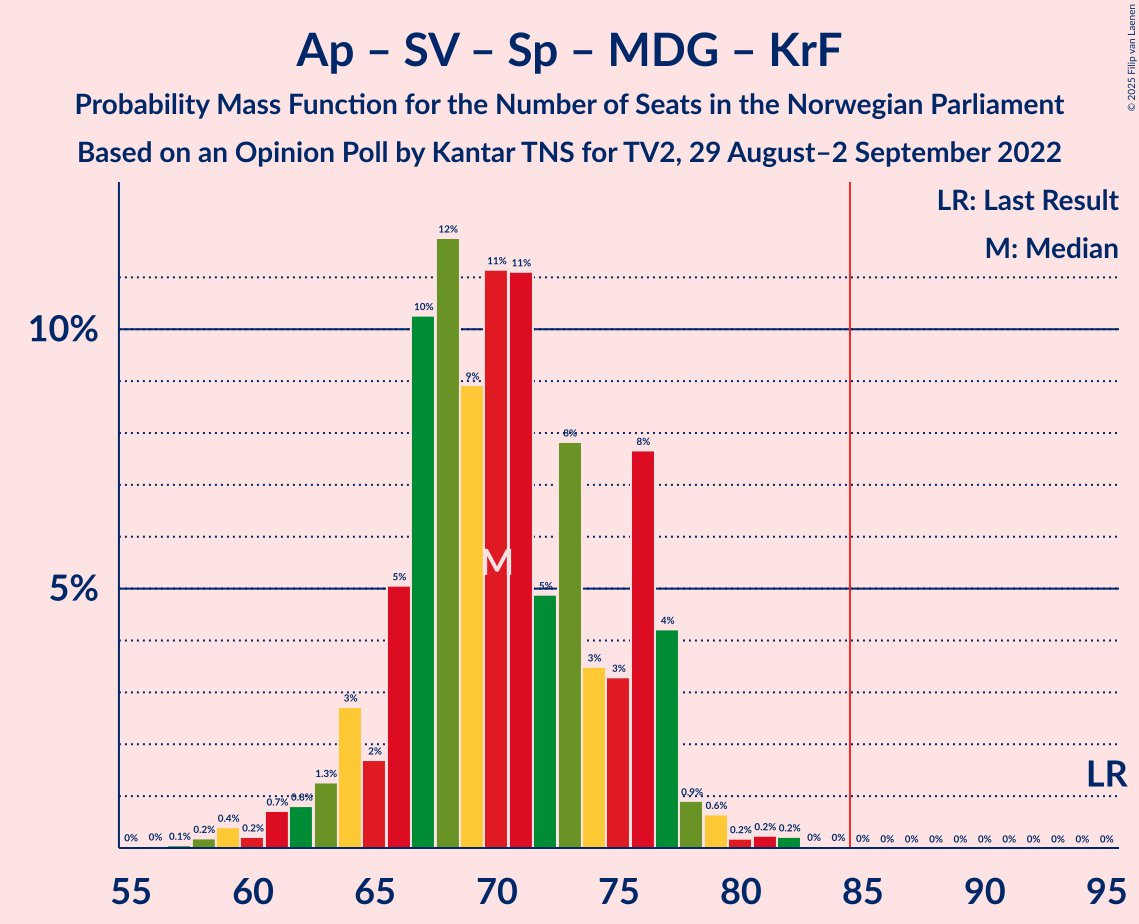 Ap – SV – Sp – MDG – KrF
Probability Mass Function for the Number of Seats in the Norwegian Parliament
Based on an Opinion Poll by Kantar TNS for TV2, 29 August–2 September 2022
© 2025 Filip van Laenen
LR: Last Result
M: Median
10%
5%
0% 0% 0.1% 0.2% 0.4% 0.2% 0.7% 0.8% 1.3% 3% 2% 5% 10% 12% 9% 11% 11% 5% 8% 3% 3% 8% 4% 0.9% 0.6% 0.2% 0.2% 0.2% 0% 0% 0% 0% 0% 0% 0% 0% 0% 0% 0% 0% 0%
M
LR
55 60 65 70 75 80 85 90 95